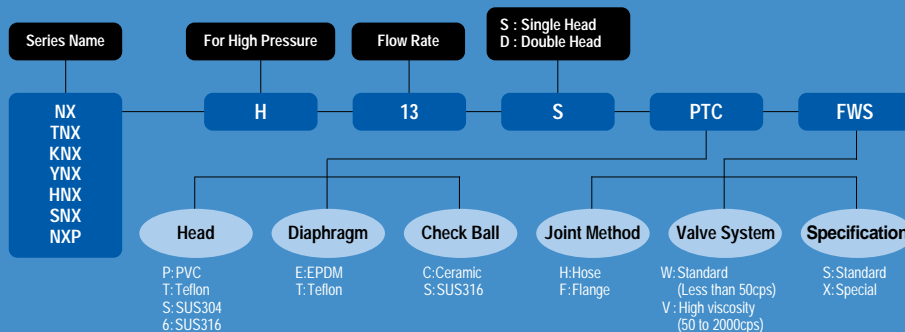 Series Name
For High Pressure
Flow Rate
S : Single Head
D : Double Head
NX
TNX
KNX
YNX
HNX
SNX
NXP
H
13
S
PTC
FWS
Head
P:PVC
T:Teflon
S:SUS304
6:SUS316
Diaphragm
E:EPDM
T:Teflon
Check Ball
C:Ceramic
S:SUS316
Joint Method
H:Hose
F:Flange
Valve System
W:Standard
(Less than 50cps)
V : High viscosity
(50 to 2000cps)
Specification
S:Standard
X:Special